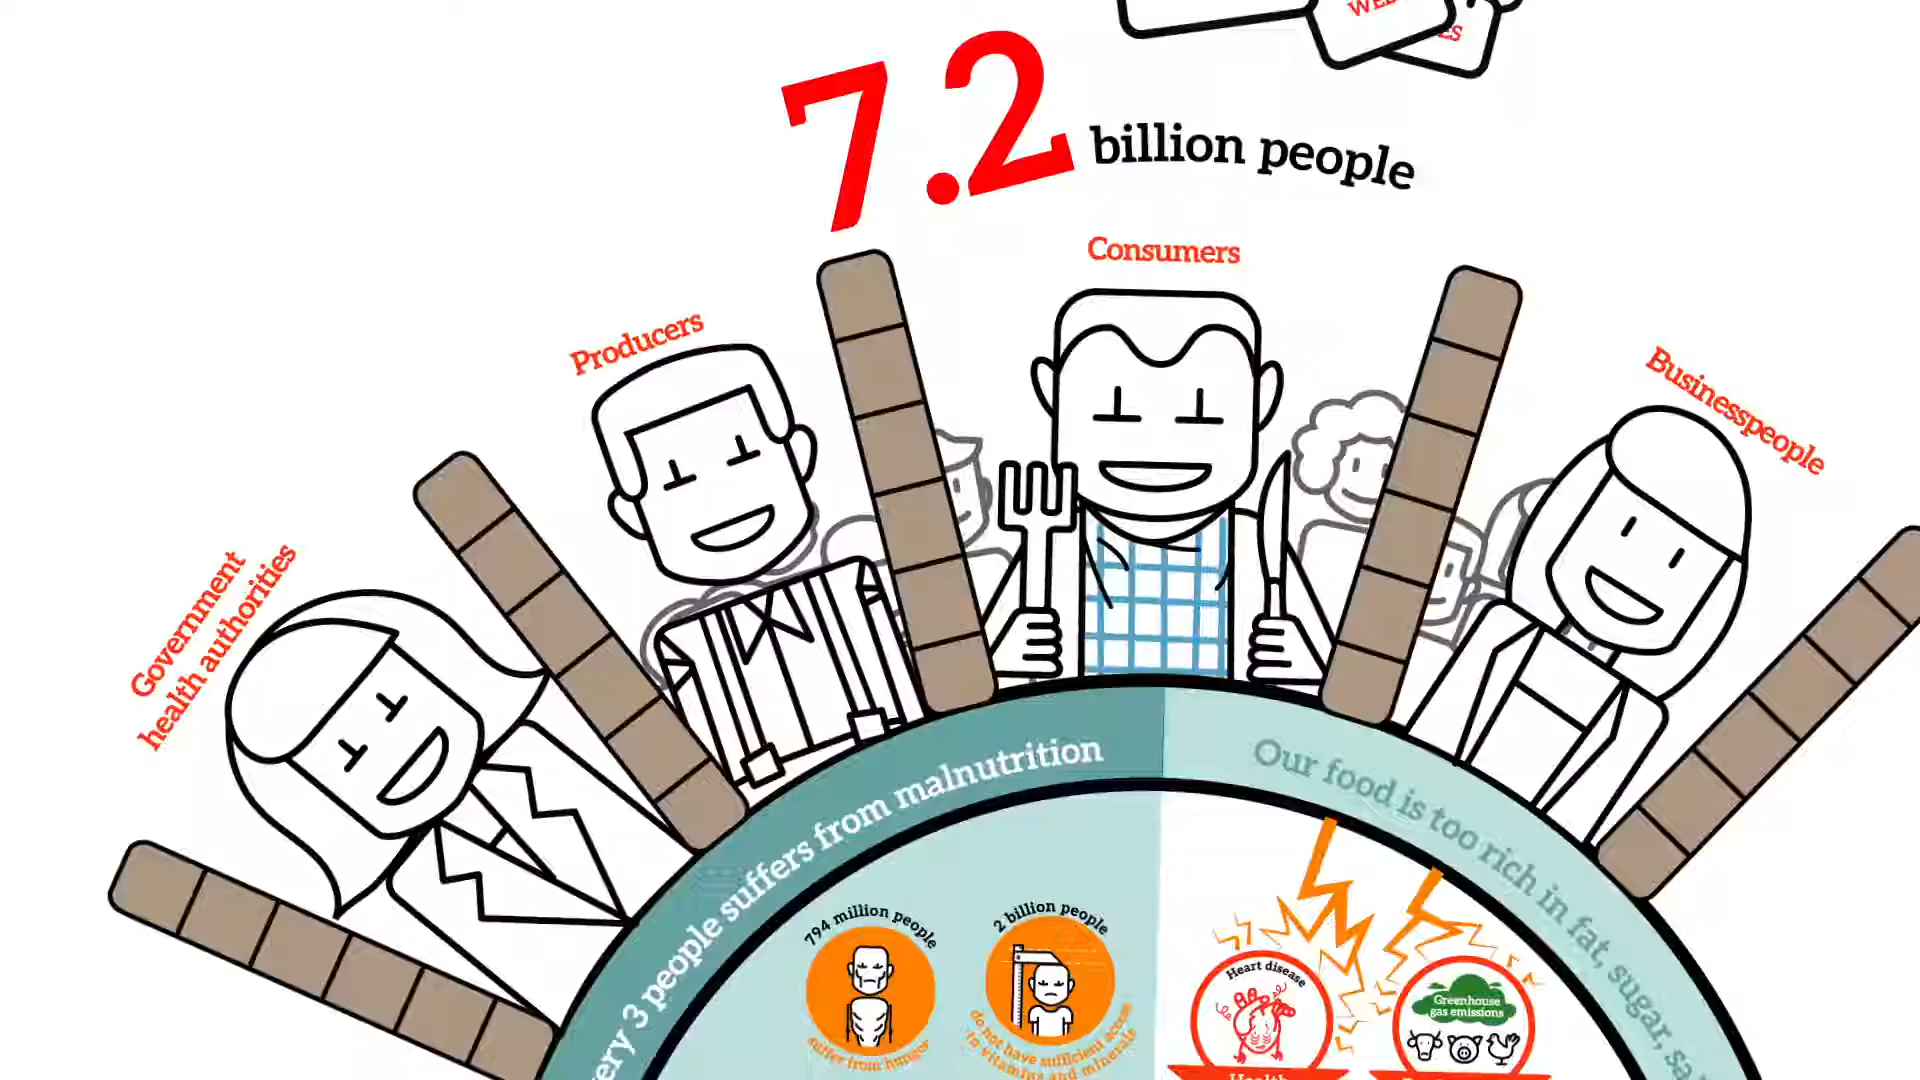 7.2 billion people
Consumers
Producers
Businesspeople
Government
health authorities
3 people suffers from malnutrition
Our food is too rich in fat, sugar,
794 million people
suffer from hunger
2 billion people
do not have sufficient access
to vitamins and minerals
Heart disease
Greenhouse
gas emissions